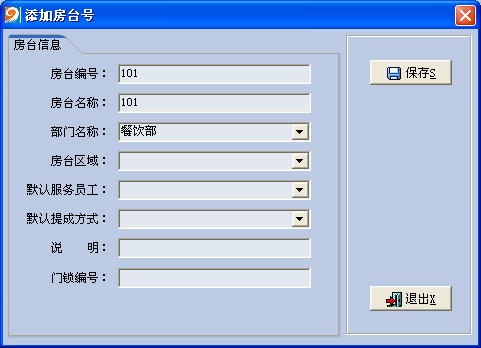 添加房台号
房台信息
房台编号： 101
房台名称： 101
部门名称： 餐饮部
房台区域：
默认服务员工：
默认提成方式：
说　　明：
门锁编号：
保存S
退出X